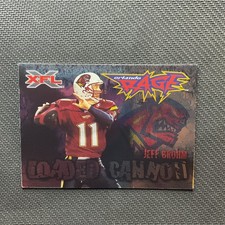 XFL
orlando
RAGE
11
JEFF BROHM
LOADED CANNON